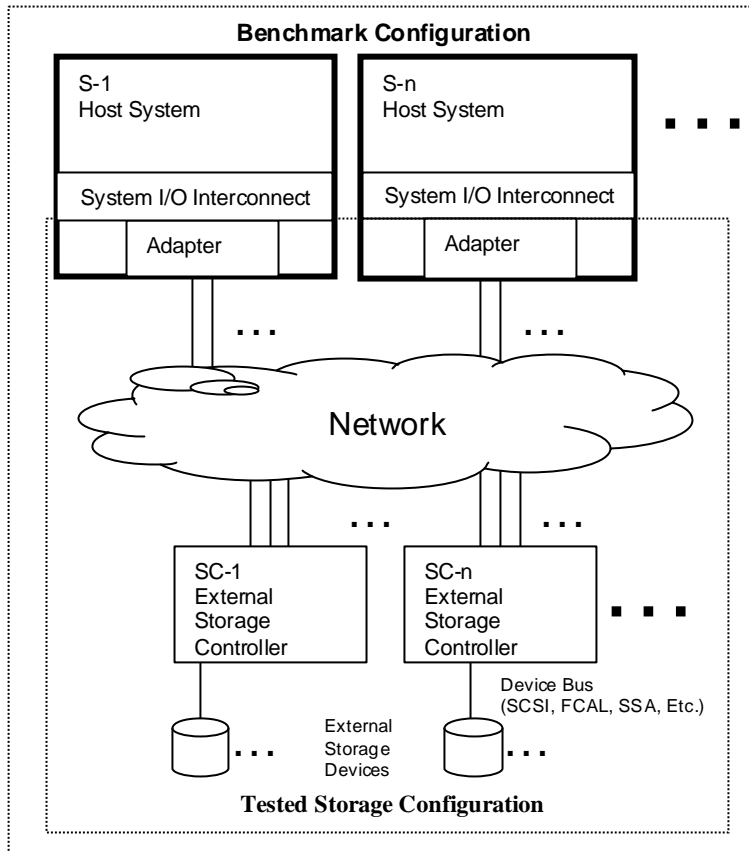 Benchmark Configuration
S-1
Host System
System I/O Interconnect
Adapter
S-n
Host System
System I/O Interconnect
Adapter
. . .
. . .
. . .
Network
. . .
. . .
SC-1
External
Storage
Controller
SC-n
External
Storage
Controller
. . .
Device Bus
(SCSI, FCAL, SSA, Etc.)
. . .
External
Storage
Devices
. . .
Tested Storage Configuration